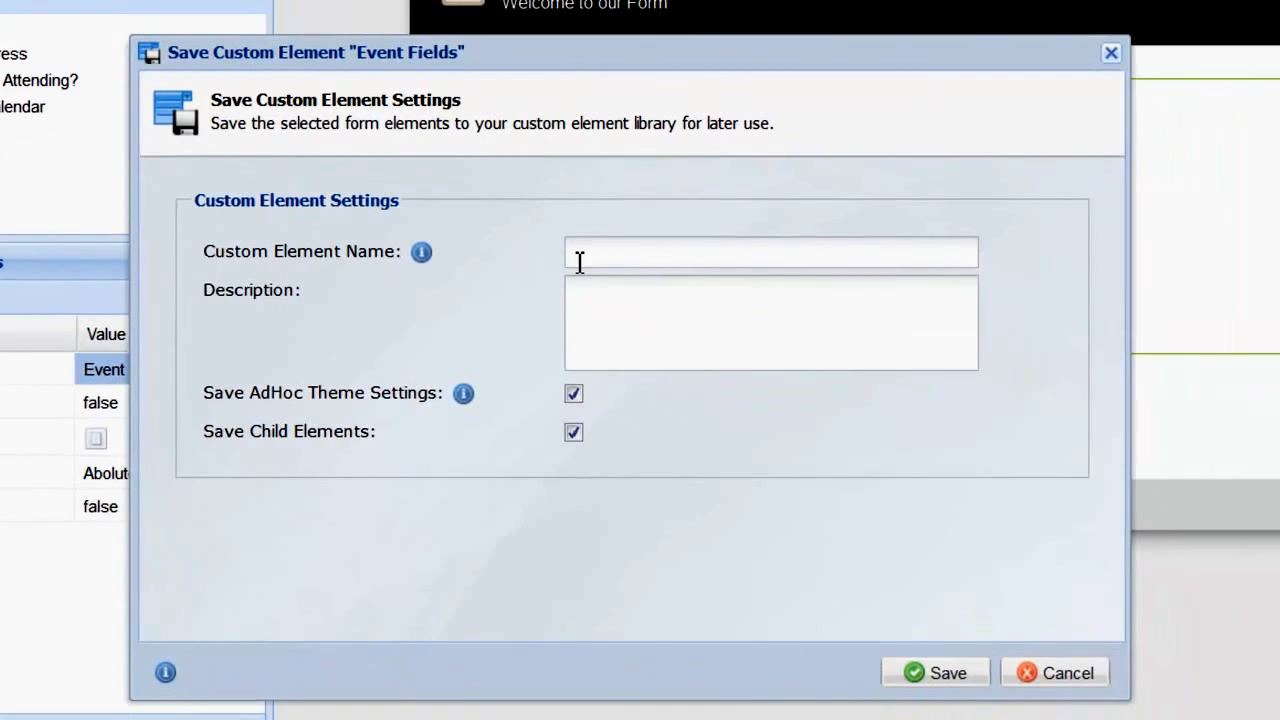 Welcome to our Form
ress
Attending?
lendar
Save Custom Element "Event Fields"
Save Custom Element Settings
Save the selected form elements to your custom element library for later use.
Custom Element Settings
Custom Element Name:
Description:
Save AdHoc Theme Settings:
Save Child Elements:
s
Value
Event
false
Abolut
false
Save
Cancel